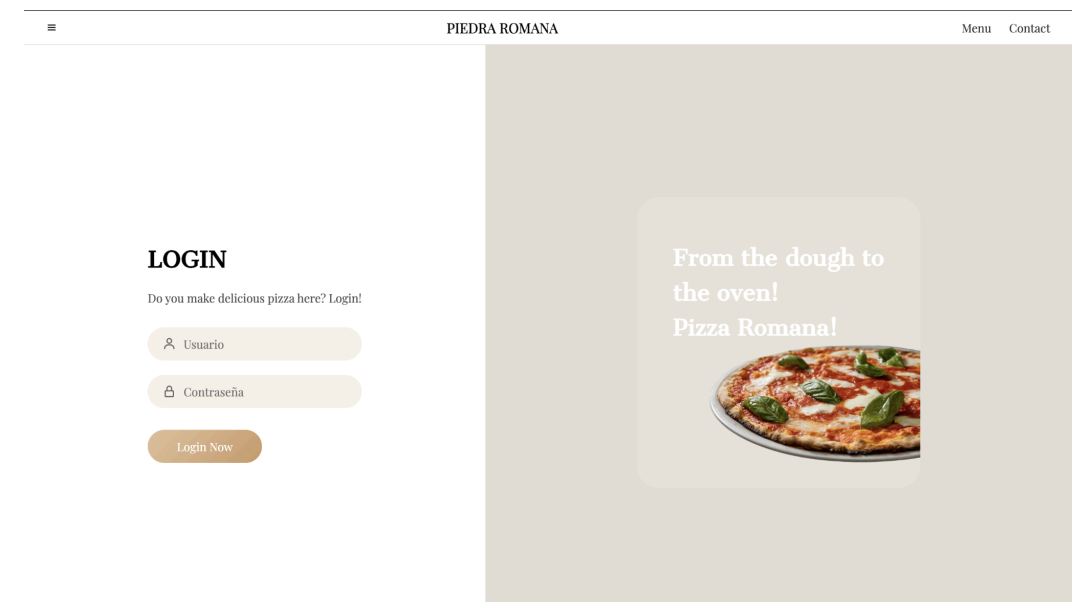 PIEDRA ROMANA
Menu
Contact
LOGIN
Do you make delicious pizza here? Login!
Usuario
Contraseña
Login Now
From the dough to
the oven!
Pizza Romana!